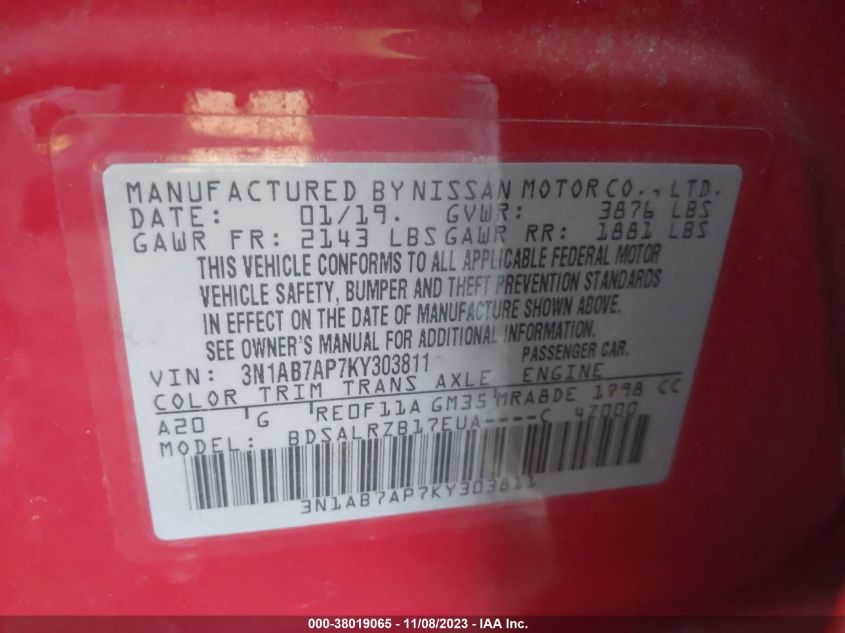 MANUFACTURED BY NISSAN MOTOR CO., LTD.
DATE: 01/19. GVWR: 3876 LBS
GAWR FR: 2143 LBS GAWR RR: 1881 LBS
THIS VEHICLE CONFORMS TO ALL APPLICABLE FEDERAL MOTOR
VEHICLE SAFETY, BUMPER AND THEFT PREVENTION STANDARDS
IN EFFECT ON THE DATE OF MANUFACTURE SHOWN ABOVE.
SEE OWNER'S MANUAL FOR ADDITIONAL INFORMATION.
VIN: 3N1AB7AP7KY303811 PASSENGER CAR.
COLOR TRIM TRANS AXLE ENGINE
A20 G RE0F11A GM35 MRA8DE 1798 CC
MODEL: BDSALRZB17EUA----C 4Z000
3N1AB7AP7KY303811
000-38019065 - 11/08/2023 - IAA Inc.